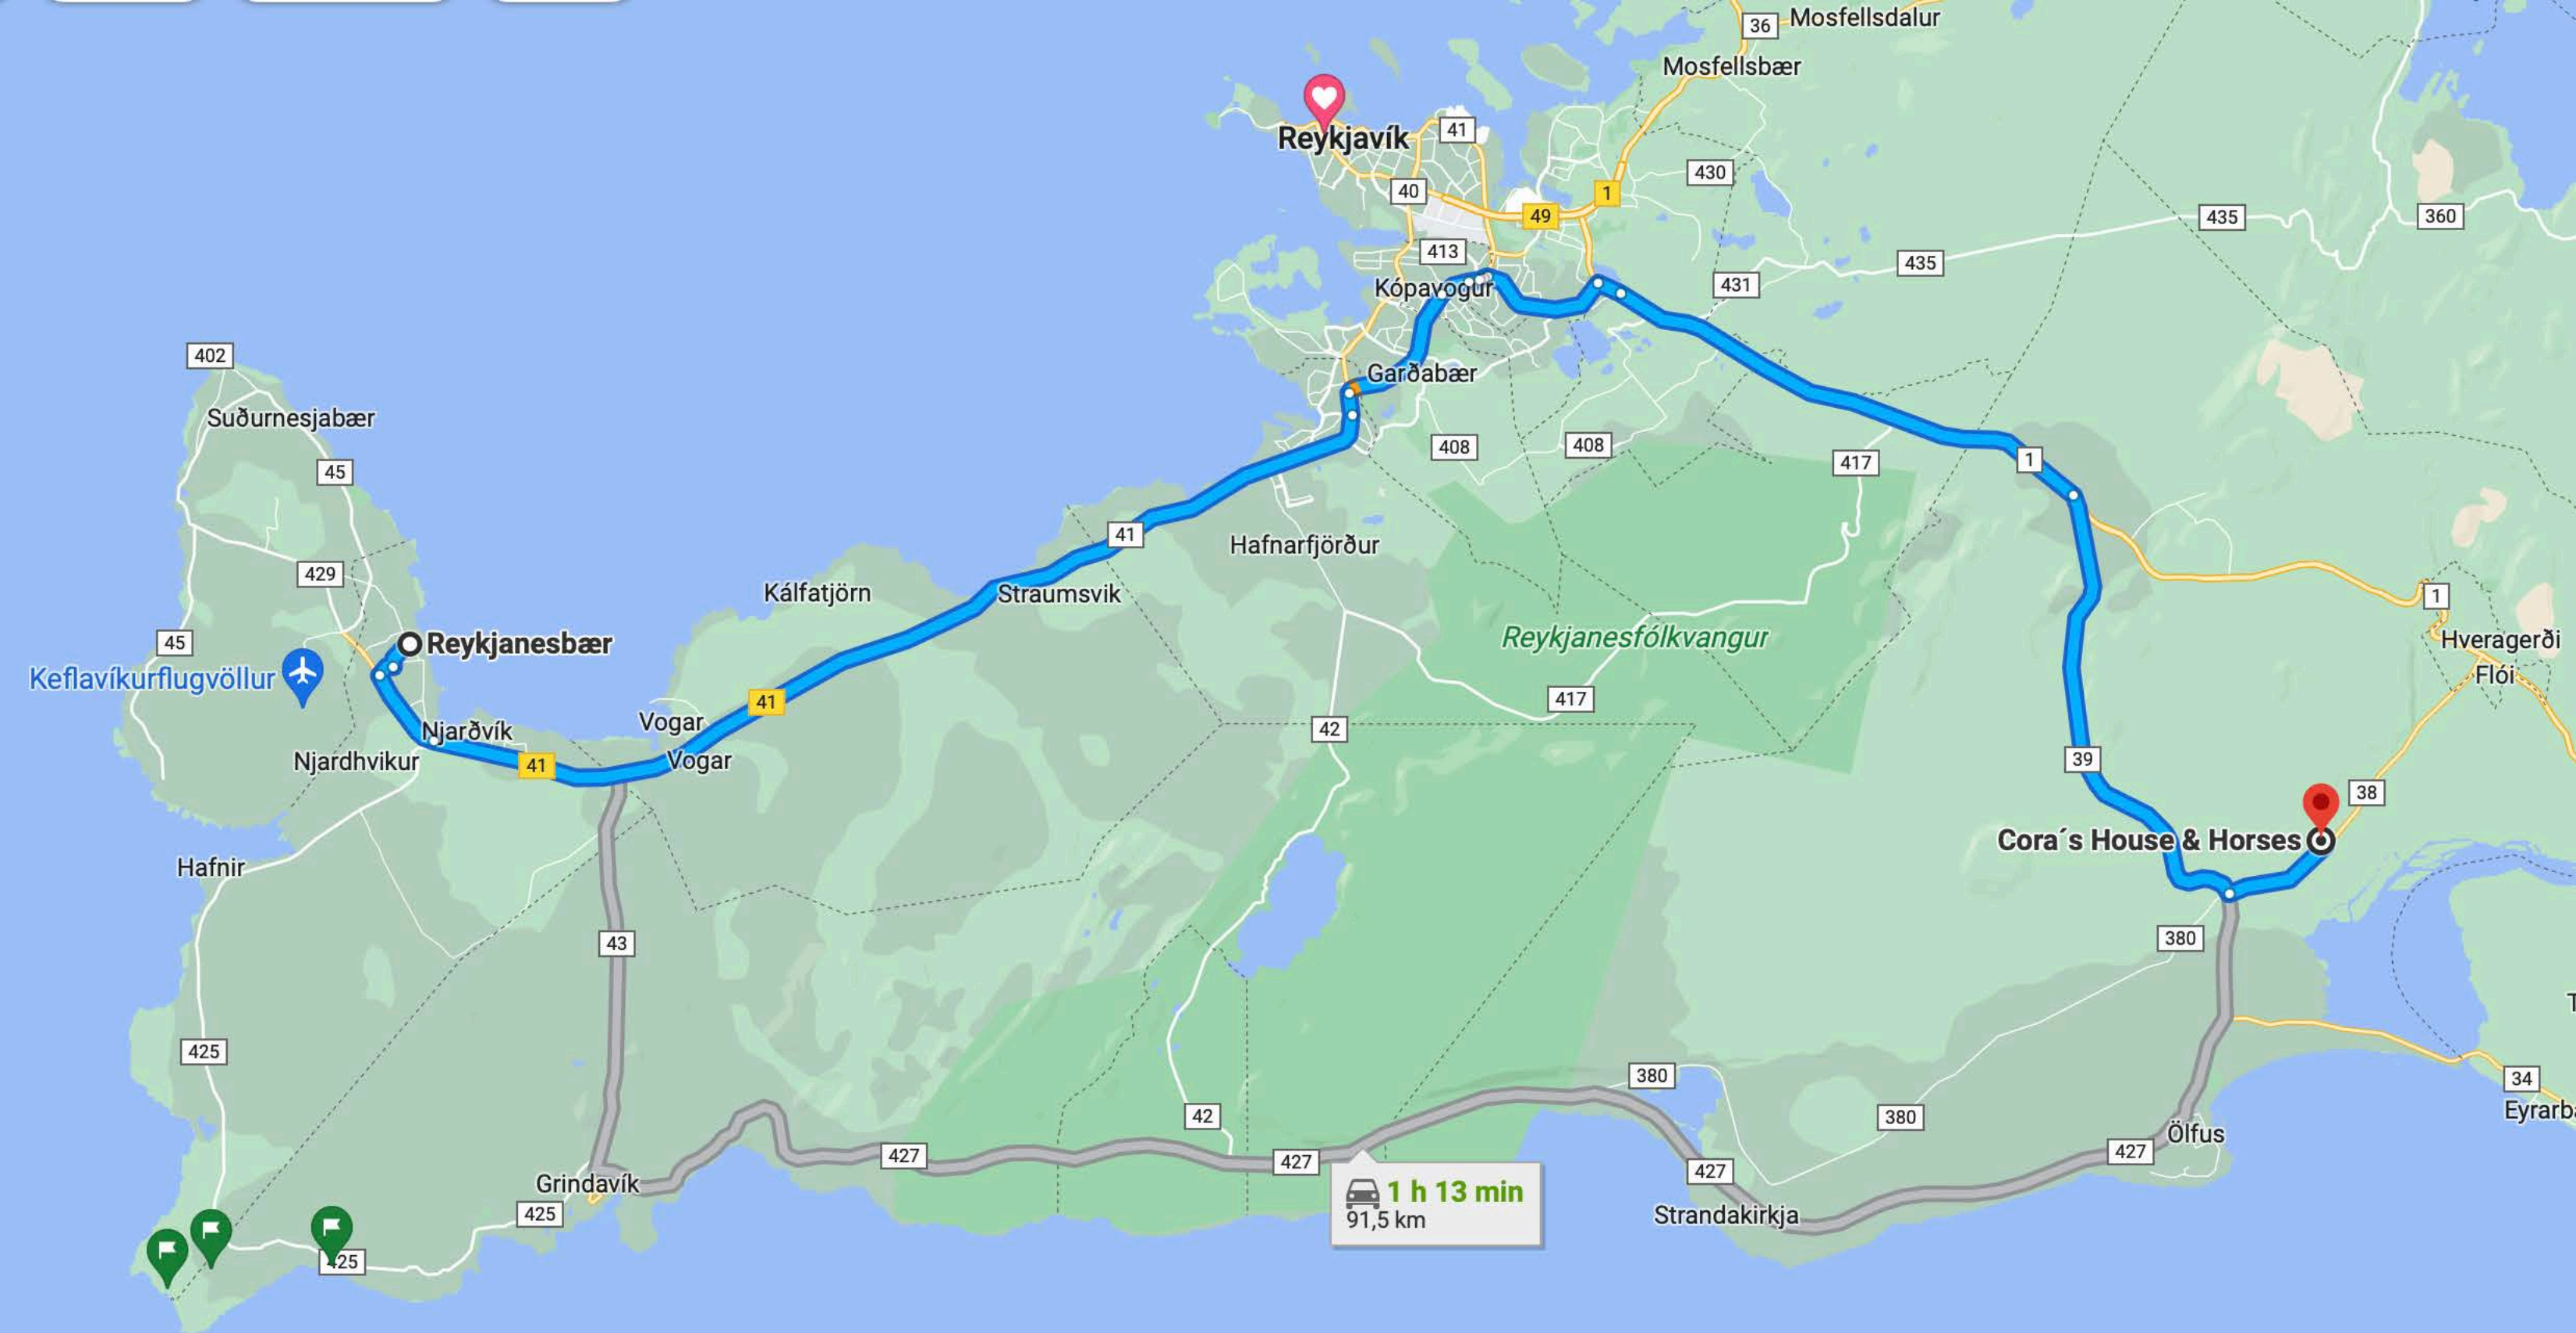 36
Mosfellsdalur
Mosfellsbær
Reykjavík
41
40
430
1
49
435
360
413
435
431
Kópavogur
402
Garðabær
Suðurnesjabær
408
408
417
1
45
41
Hafnarfjörður
429
Kálfatjörn
Straumsvik
1
45
Reykjanesbær
Reykjanesfólkvangur
Hveragerði
Keflavíkurflugvöllur
Flói
41
417
Vogar
42
Njarðvík
Njardhvikur
41
Vogar
39
38
Cora´s House & Horses
Hafnir
43
380
T
425
380
34
42
380
Eyrarb
Ölfus
427
427
427
427
1 h 13 min
91,5 km
Grindavík
425
Strandakirkja
425